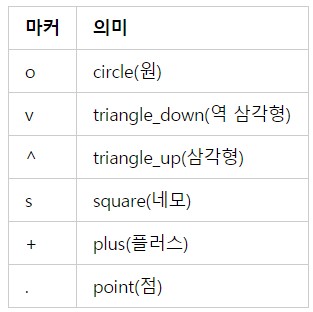 마커 의미
o circle(원)
v triangle_down(역 삼각형)
^ triangle_up(삼각형)
s square(네모)
+ plus(플러스)
. point(점)